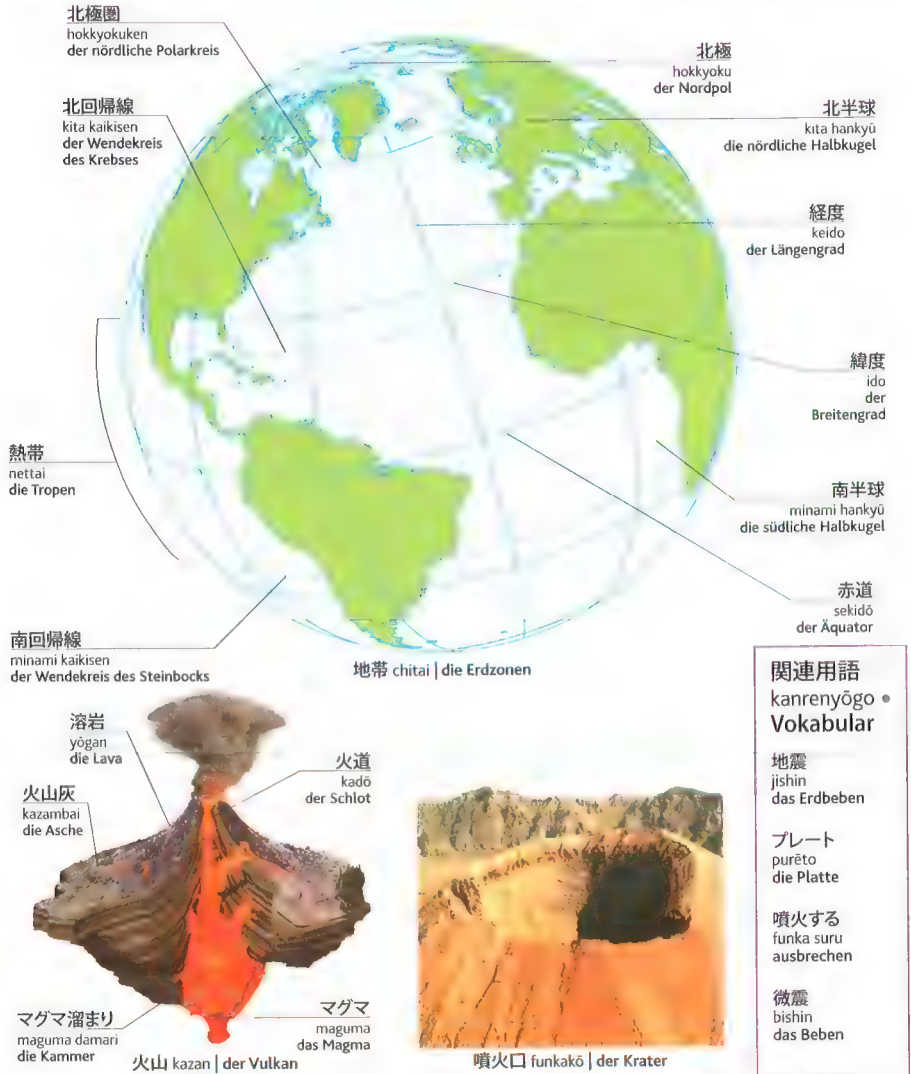 北極圏
hokkyokuken
der nördliche Polarkreis
北回帰線
kita kaikisen
der Wendekreis
des Krebses
熱帯
nettai
die Tropen
南回帰線
minami kaikisen
der Wendekreis des Steinbocks
北極
hokkyoku
der Nordpol
北半球
kita hankyū
die nördliche Halbkugel
経度
keido
der Längengrad
緯度
ido
der
Breitengrad
南半球
minami hankyū
die südliche Halbkugel
赤道
sekidō
der Äquator
地帯 chitai | die Erdzonen
溶岩
yōgan
die Lava
火山灰
kazambai
die Asche
マグマ溜まり
maguma damari
die Kammer
火道
kadō
der Schlot
マグマ
maguma
das Magma
火山 kazan | der Vulkan
噴火口 funkakō | der Krater
関連用語
kanrenyōgo •
Vokabular
地震
jishin
das Erdbeben
プレート
purēto
die Platte
噴火する
funka suru
ausbrechen
微震
bishin
das Beben